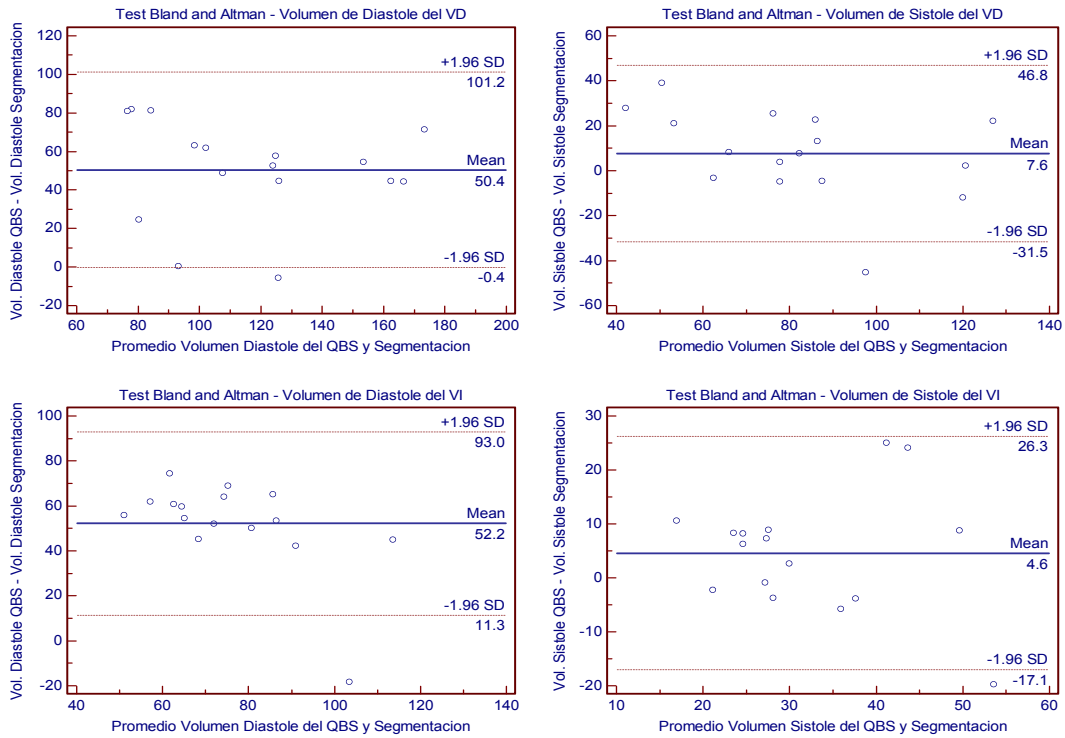 Test Bland and Altman - Volumen de Diastole del VD
Vol. Diastole QBS - Vol. Diastole Segmentacion
120
100
80
60
40
20
0
-20
+1.96 SD
101.2
Mean
50.4
-1.96 SD
-0.4
60 80 100 120 140 160 180 200
Promedio Volumen Diastole del QBS y Segmentacion
Test Bland and Altman - Volumen de Sistole del VD
Vol. Sistole QBS - Vol. Sistole Segmentacion
60
40
20
0
-20
-40
-60
+1.96 SD
46.8
Mean
7.6
-1.96 SD
-31.5
40 60 80 100 120 140
Promedio Volumen Sistole del QBS y Segmentacion
Test Bland and Altman - Volumen de Diastole del VI
Vol. Diastole QBS - Vol. Diastole Segmentacion
100
80
60
40
20
0
-20
+1.96 SD
93.0
Mean
52.2
-1.96 SD
11.3
40 60 80 100 120 140
Promedio Volumen Diastole del QBS y Segmentacion
Test Bland and Altman - Volumen de Sistole del VI
Vol. Sistole QBS - Vol. Sistole Segmentacion
30
20
10
0
-10
-20
+1.96 SD
26.3
Mean
4.6
-1.96 SD
-17.1
10 20 30 40 50 60
Promedio Volumen Sistole del QBS y Segmentacion